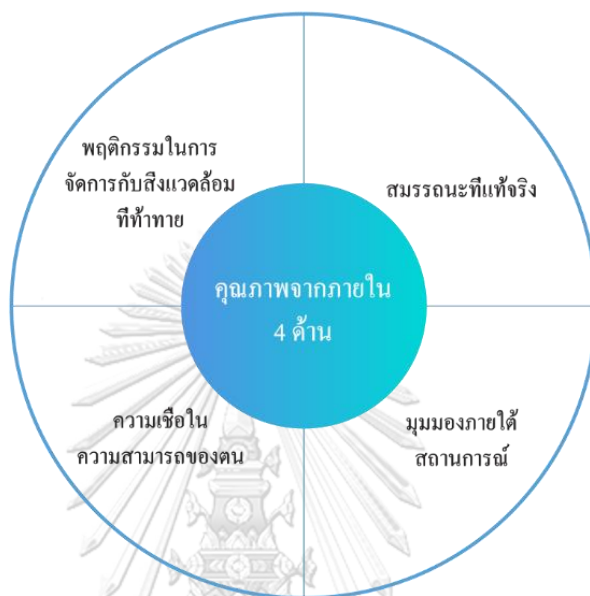 พฤติกรรมในการ
จัดการกับสิ่งแวดล้อม
ที่ท้าทาย
สมรรถนะที่แท้จริง
คุณภาพจากภายใน
4 ด้าน
ความเชื่อใน
ความสามารถของตน
มุมมองภายใต้
สถานการณ์